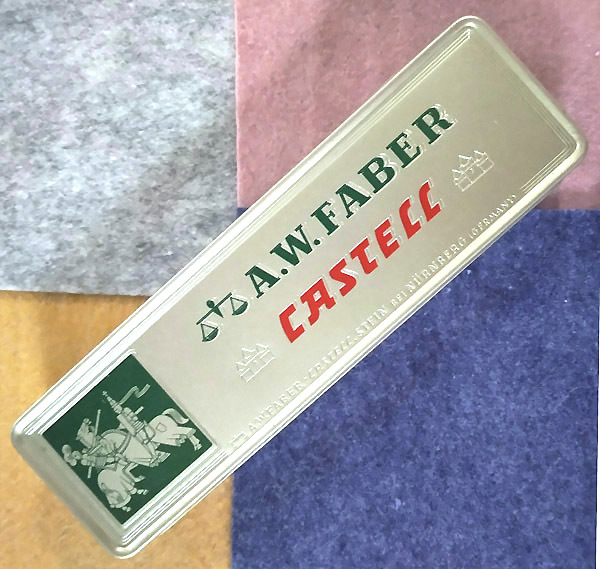 A.W.FABER
CASTELL
A.W.FABER-CASTELL, STEIN BEI NÜRNBERG (GERMANY)